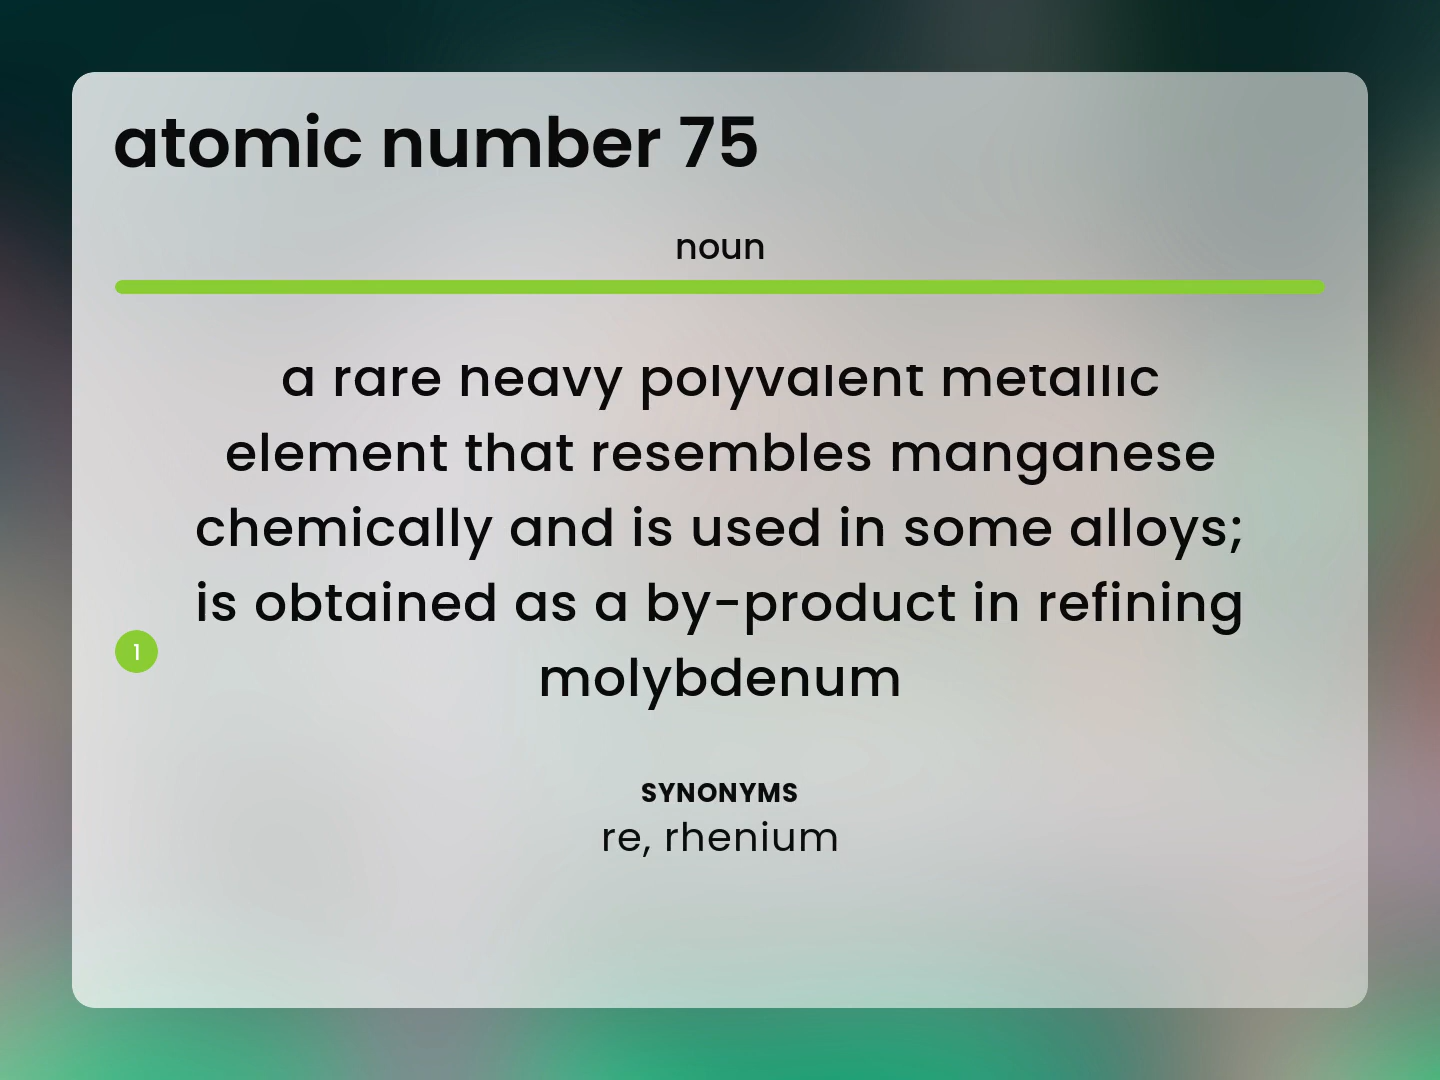 atomic number 75
noun
a rare heavy polyvalent metallic
element that resembles manganese
chemically and is used in some alloys;
is obtained as a by-product in refining
1
molybdenum
SYNONYMS
re, rhenium